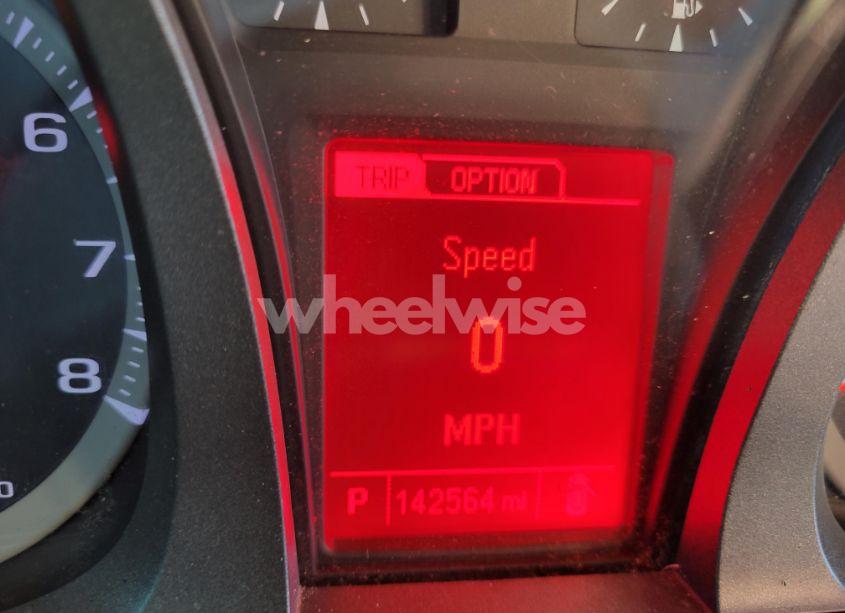 6
7
8
TRIP OPTION
Speed
wheelwise
0
MPH
P 142564 mi